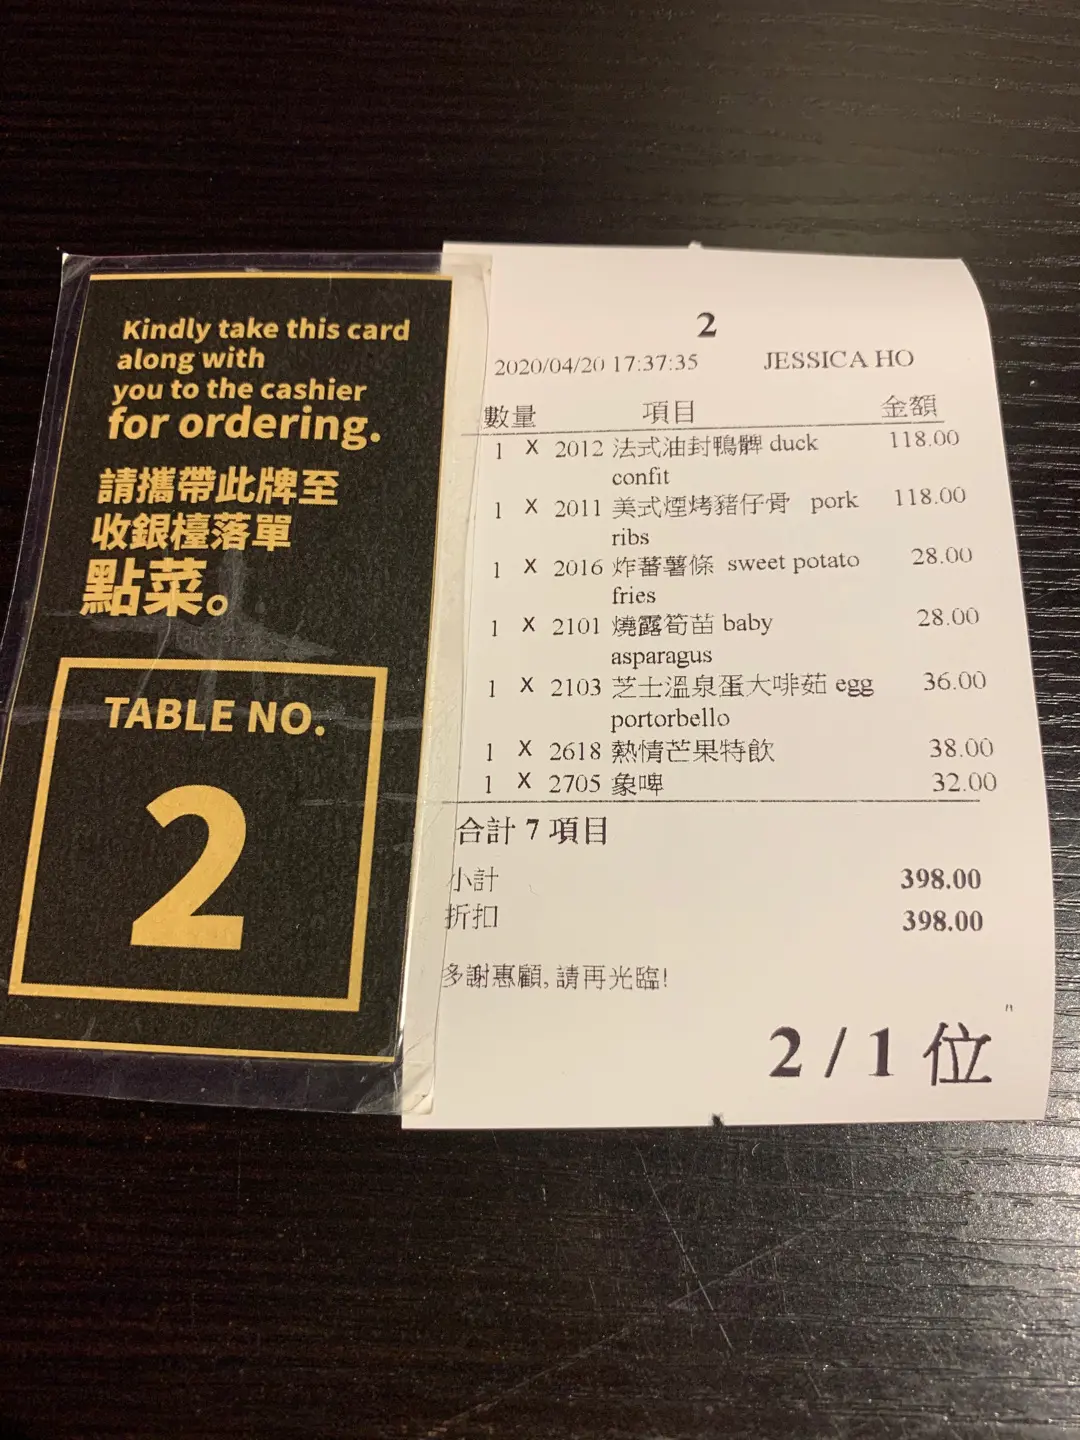 Kindly take this card
along with
you to the cashier
for ordering.
請攜帶此牌至
收銀檯落單
點菜。
TABLE NO.
2
2
2020/04/20 17:37:35 JESSICA HO
數量 項目 金額
1 X 2012 法式油封鴨髀 duck 118.00
confit
1 X 2011 美式煙烤豬仔骨 pork 118.00
ribs
1 X 2016 炸蕃薯條 sweet potato 28.00
fries
1 X 2101 燒露筍苗 baby 28.00
asparagus
1 X 2103 芝士溫泉蛋大啡茹 egg 36.00
portorbello
1 X 2618 熱情芒果特飲 38.00
1 X 2705 象啤 32.00
合計 7 項目
小計 398.00
折扣 398.00
多謝惠顧, 請再光臨!
2 / 1 位